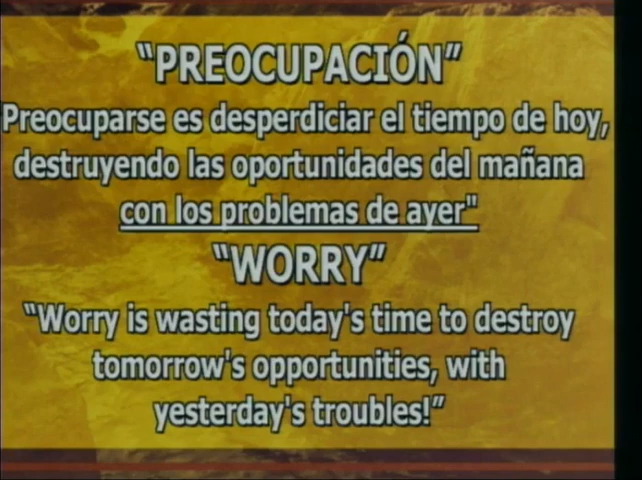 “PREOCUPACIÓN”
Preocuparse es desperdiciar el tiempo de hoy,
destruyendo las oportunidades del mañana
con los problemas de ayer"
“WORRY”
“Worry is wasting today's time to destroy
tomorrow's opportunities, with
yesterday's troubles!”